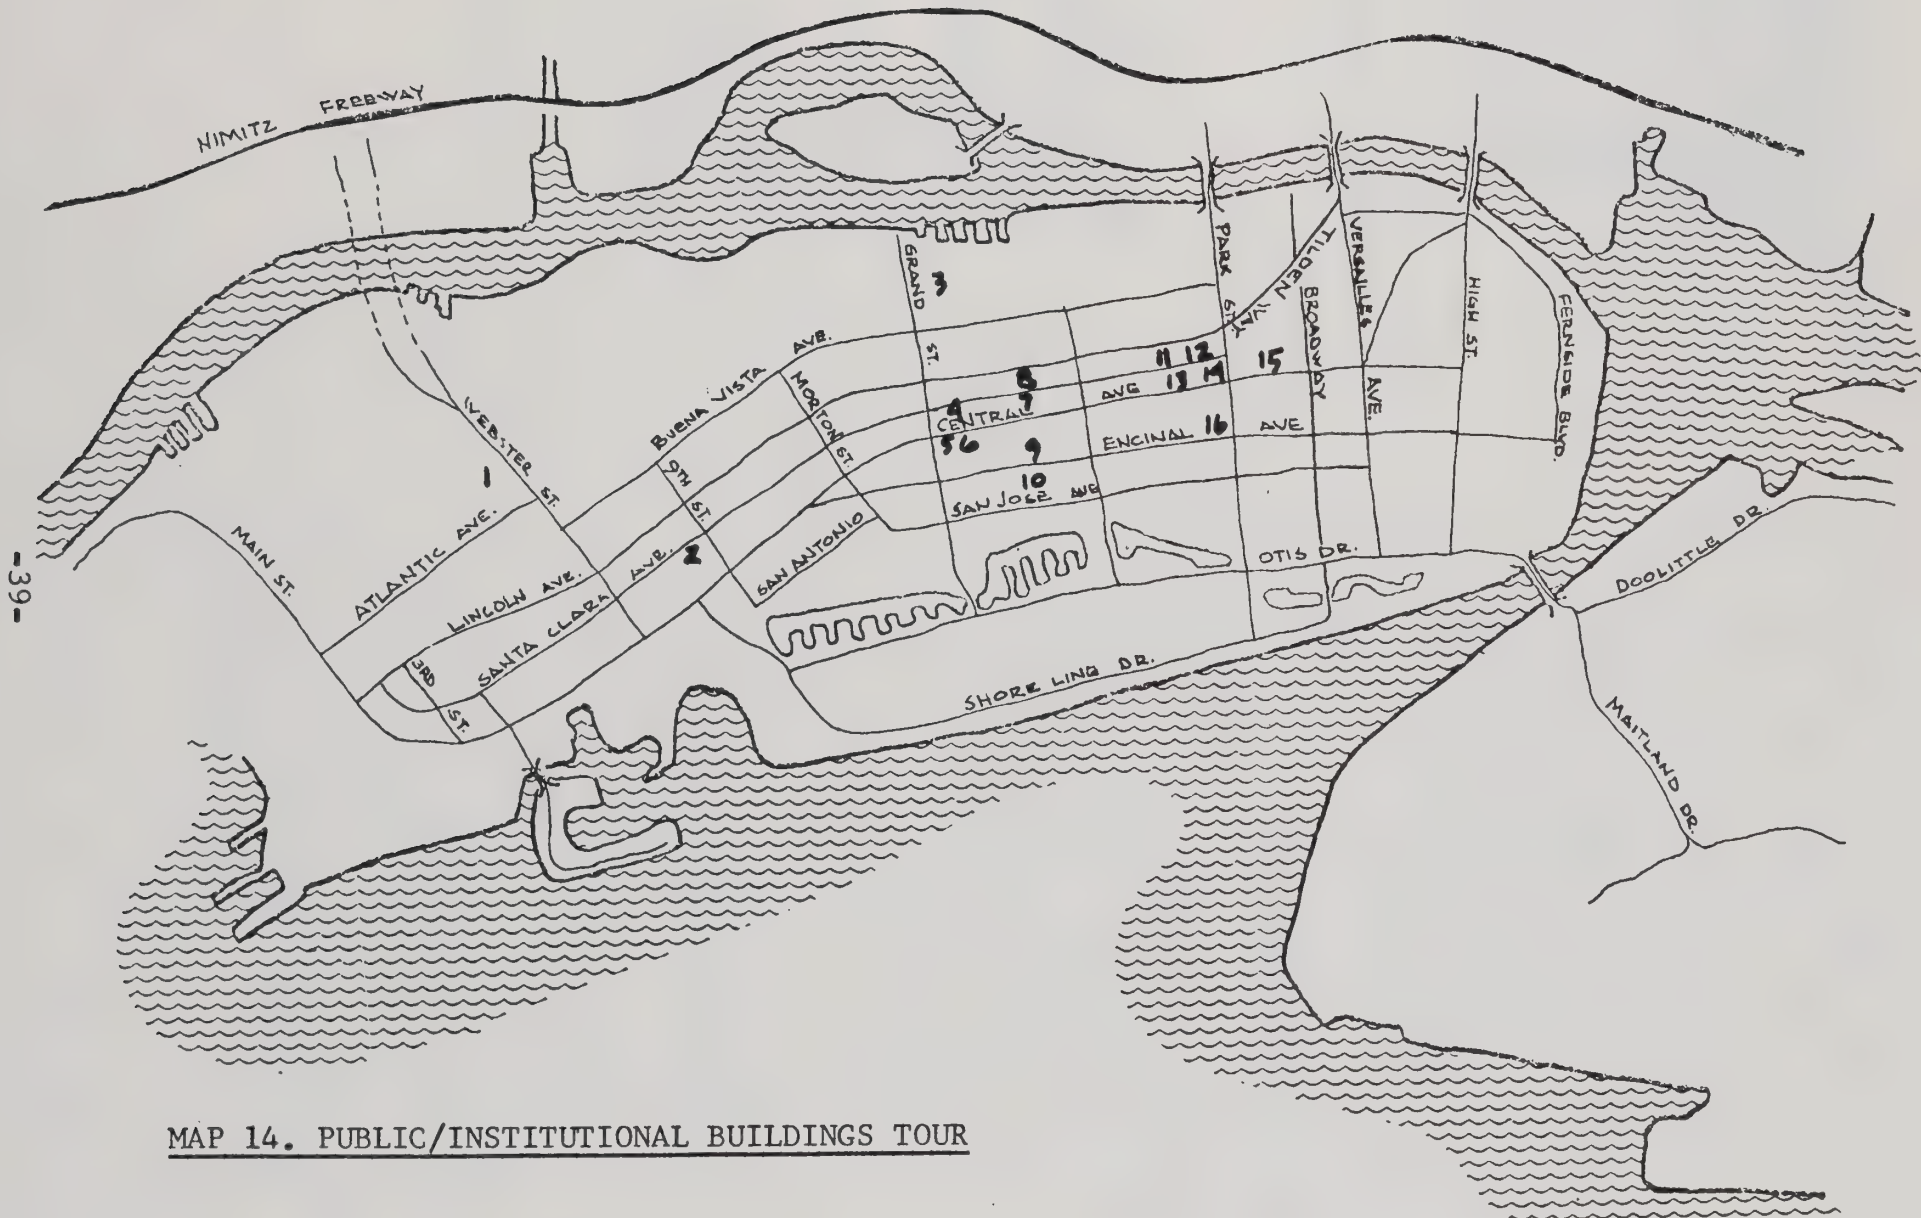 NIMITZ FREEWAY
GRAND ST.
3
PARK ST.
TILDEN WAY
BROADWAY
VERSAILLES AVE.
HIGH ST.
FERNSIDE BLVD.
BUENA VISTA AVE.
MORTON ST.
WEBSTER ST.
9TH ST.
1
8
7
4
CENTRAL AVE
11 12
13 14
15
5 6
9
ENCINAL AVE
16
10
SAN JOSE AVE
SAN ANTONIO
MAIN ST.
ATLANTIC AVE.
LINCOLN AVE.
SANTA CLARA AVE.
2
3RD ST.
OTIS DR.
SHORE LINE DR.
DOOLITTLE DR.
MAITLAND DR.
-39-
MAP 14. PUBLIC/INSTITUTIONAL BUILDINGS TOUR